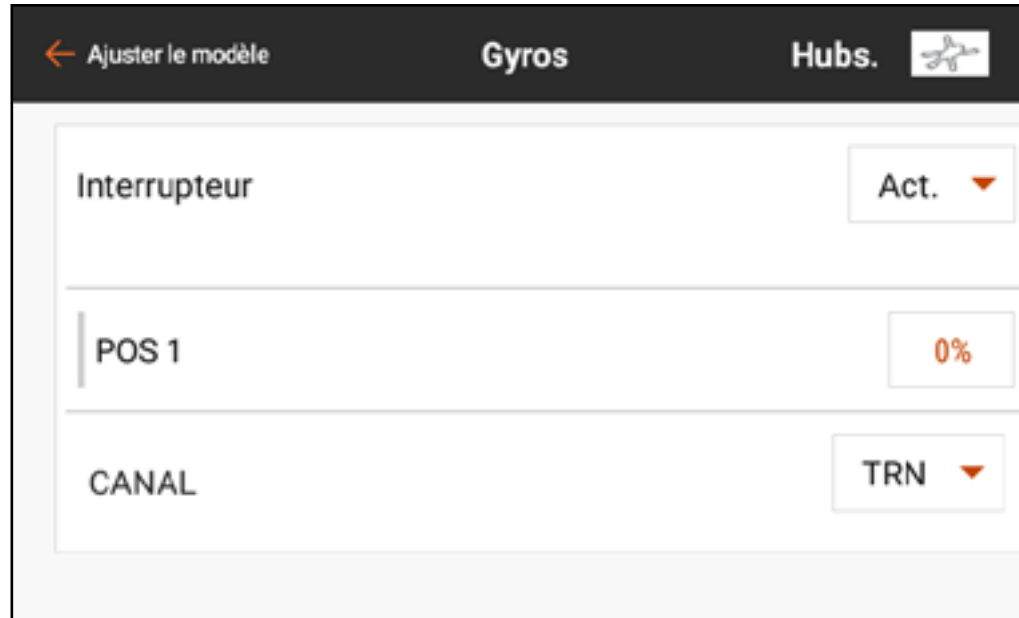 Ajuster le modèle Gyros Hubs.
Interrupteur Act.
POS 1 0%
CANAL TRN